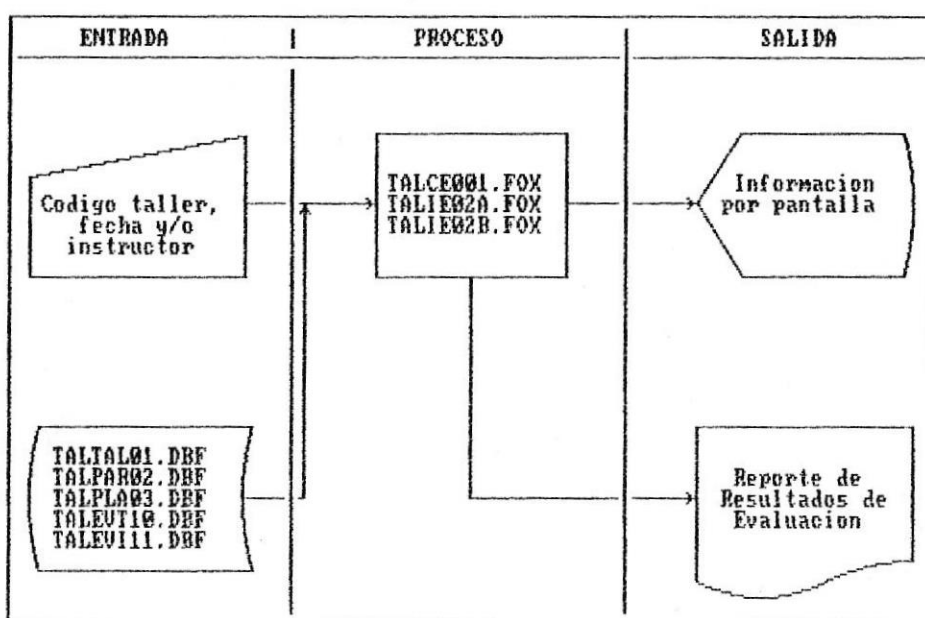 ENTRADA
PROCESO
SALIDA
Codigo taller,
fecha y/o
instructor
TALCE001.FOX
TALIE02A.FOX
TALIE02B.FOX
Informacion
por pantalla
TALTAL01.DBF
TALPAR02.DBF
TALPLA03.DBF
TALEVT10.DBF
TALEVI11.DBF
Reporte de
Resultados de
Evaluacion